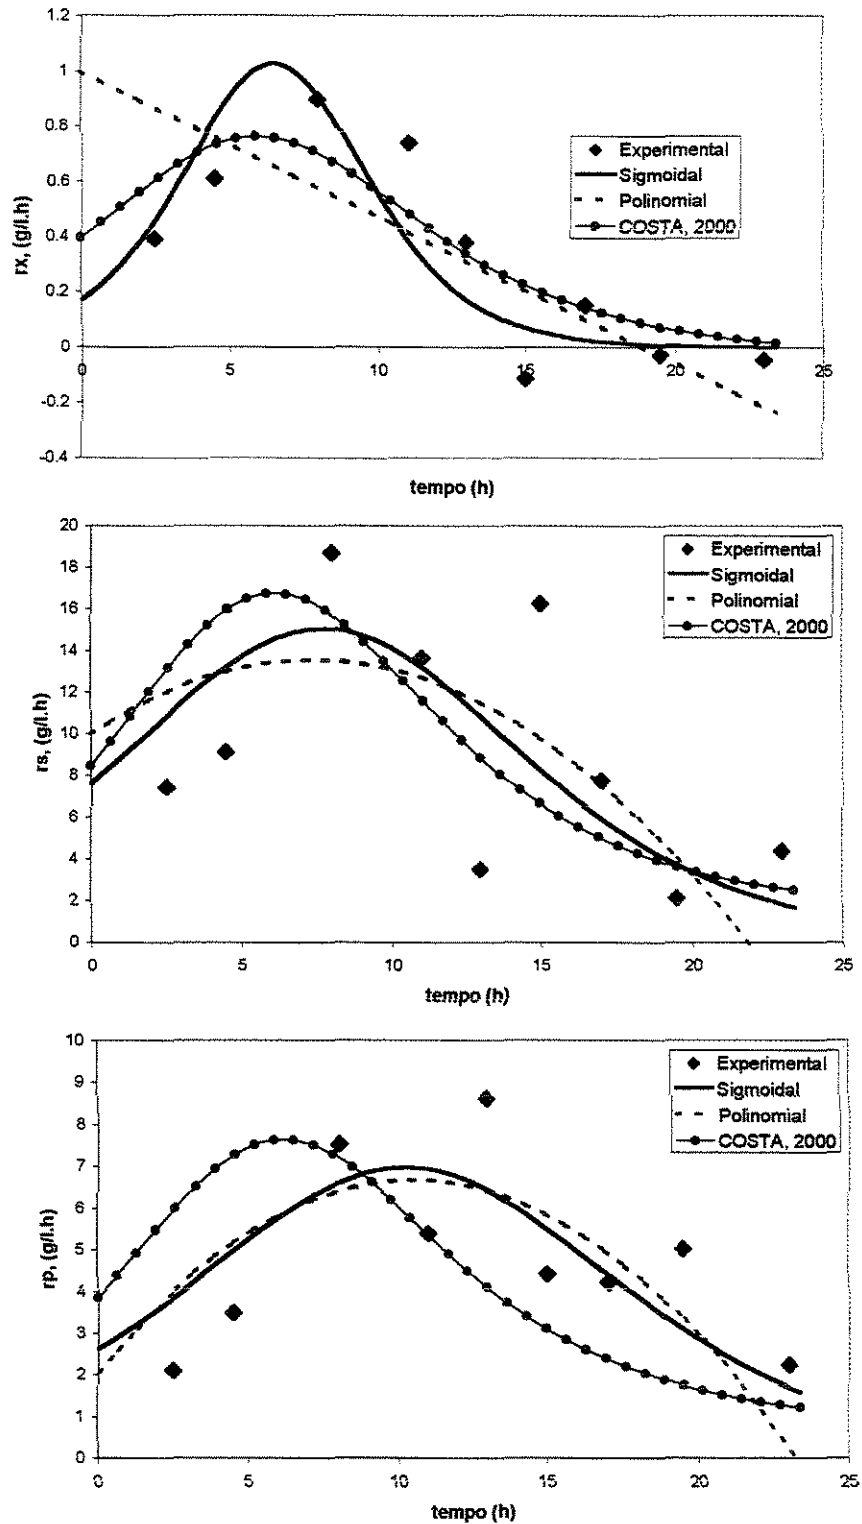 1.2
1
0.8
0.6
0.4
0.2
0
-0.2
-0.4
rx, (g/l.h)
0 5 10 15 20 25
tempo (h)
Experimental
Sigmoidal
Polinomial
COSTA, 2000
20
18
16
14
12
10
8
6
4
2
0
rs, (g/l.h)
0 5 10 15 20 25
tempo (h)
Experimental
Sigmoidal
Polinomial
COSTA, 2000
10
9
8
7
6
5
4
3
2
1
0
rp, (g/l.h)
0 5 10 15 20 25
tempo (h)
Experimental
Sigmoidal
Polinomial
COSTA, 2000